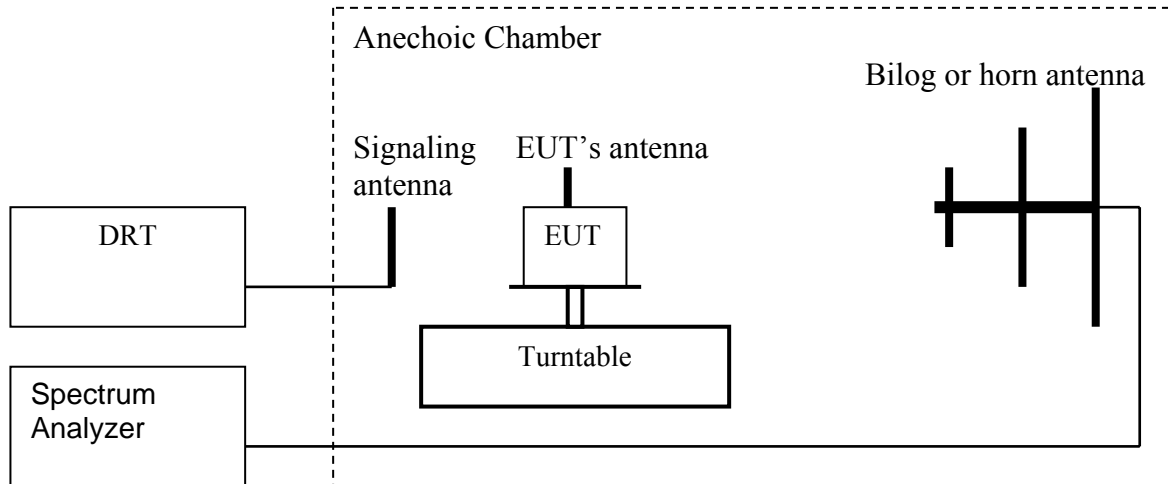 Anechoic Chamber
Bilog or horn antenna
Signaling
antenna
EUT’s antenna
DRT
EUT
Turntable
Spectrum
Analyzer